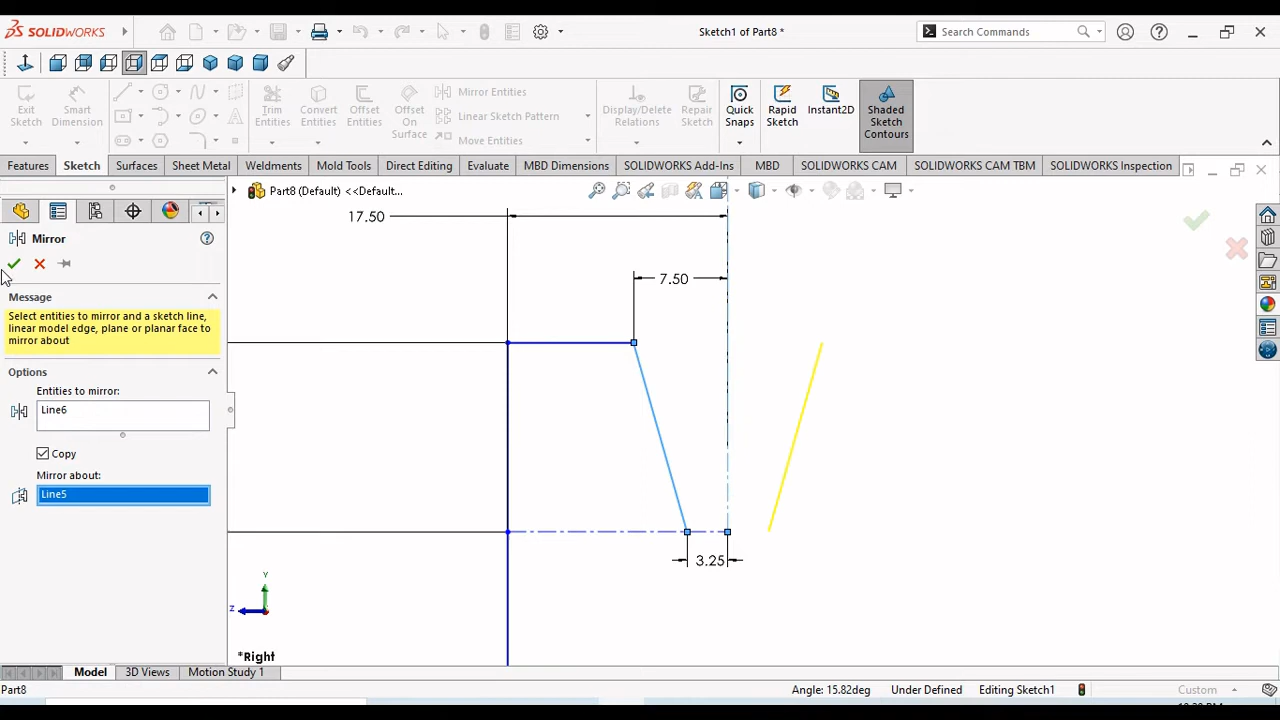 SOLIDWORKS
Sketch1 of Part8 *
Search Commands
Exit
Sketch
Smart
Dimension
Trim
Entities
Convert
Entities
Offset
Entities
Offset
On
Surface
Mirror Entities
Linear Sketch Pattern
Move Entities
Display/Delete
Relations
Repair
Sketch
Quick
Snaps
Rapid
Sketch
Instant2D
Shaded
Sketch
Contours
Features
Sketch
Surfaces
Sheet Metal
Weldments
Mold Tools
Direct Editing
Evaluate
MBD Dimensions
SOLIDWORKS Add-Ins
MBD
SOLIDWORKS CAM
SOLIDWORKS CAM TBM
SOLIDWORKS Inspection
Part8 (Default) <<Default...
Mirror
Message
Select entities to mirror and a sketch line,
linear model edge, plane or planar face to
mirror about
Options
Entities to mirror:
Line6
Copy
Mirror about:
Line5
17.50
7.50
3.25
Y
Z
*Right
Model
3D Views
Motion Study 1
Part8
Angle: 15.82deg
Under Defined
Editing Sketch1
Custom